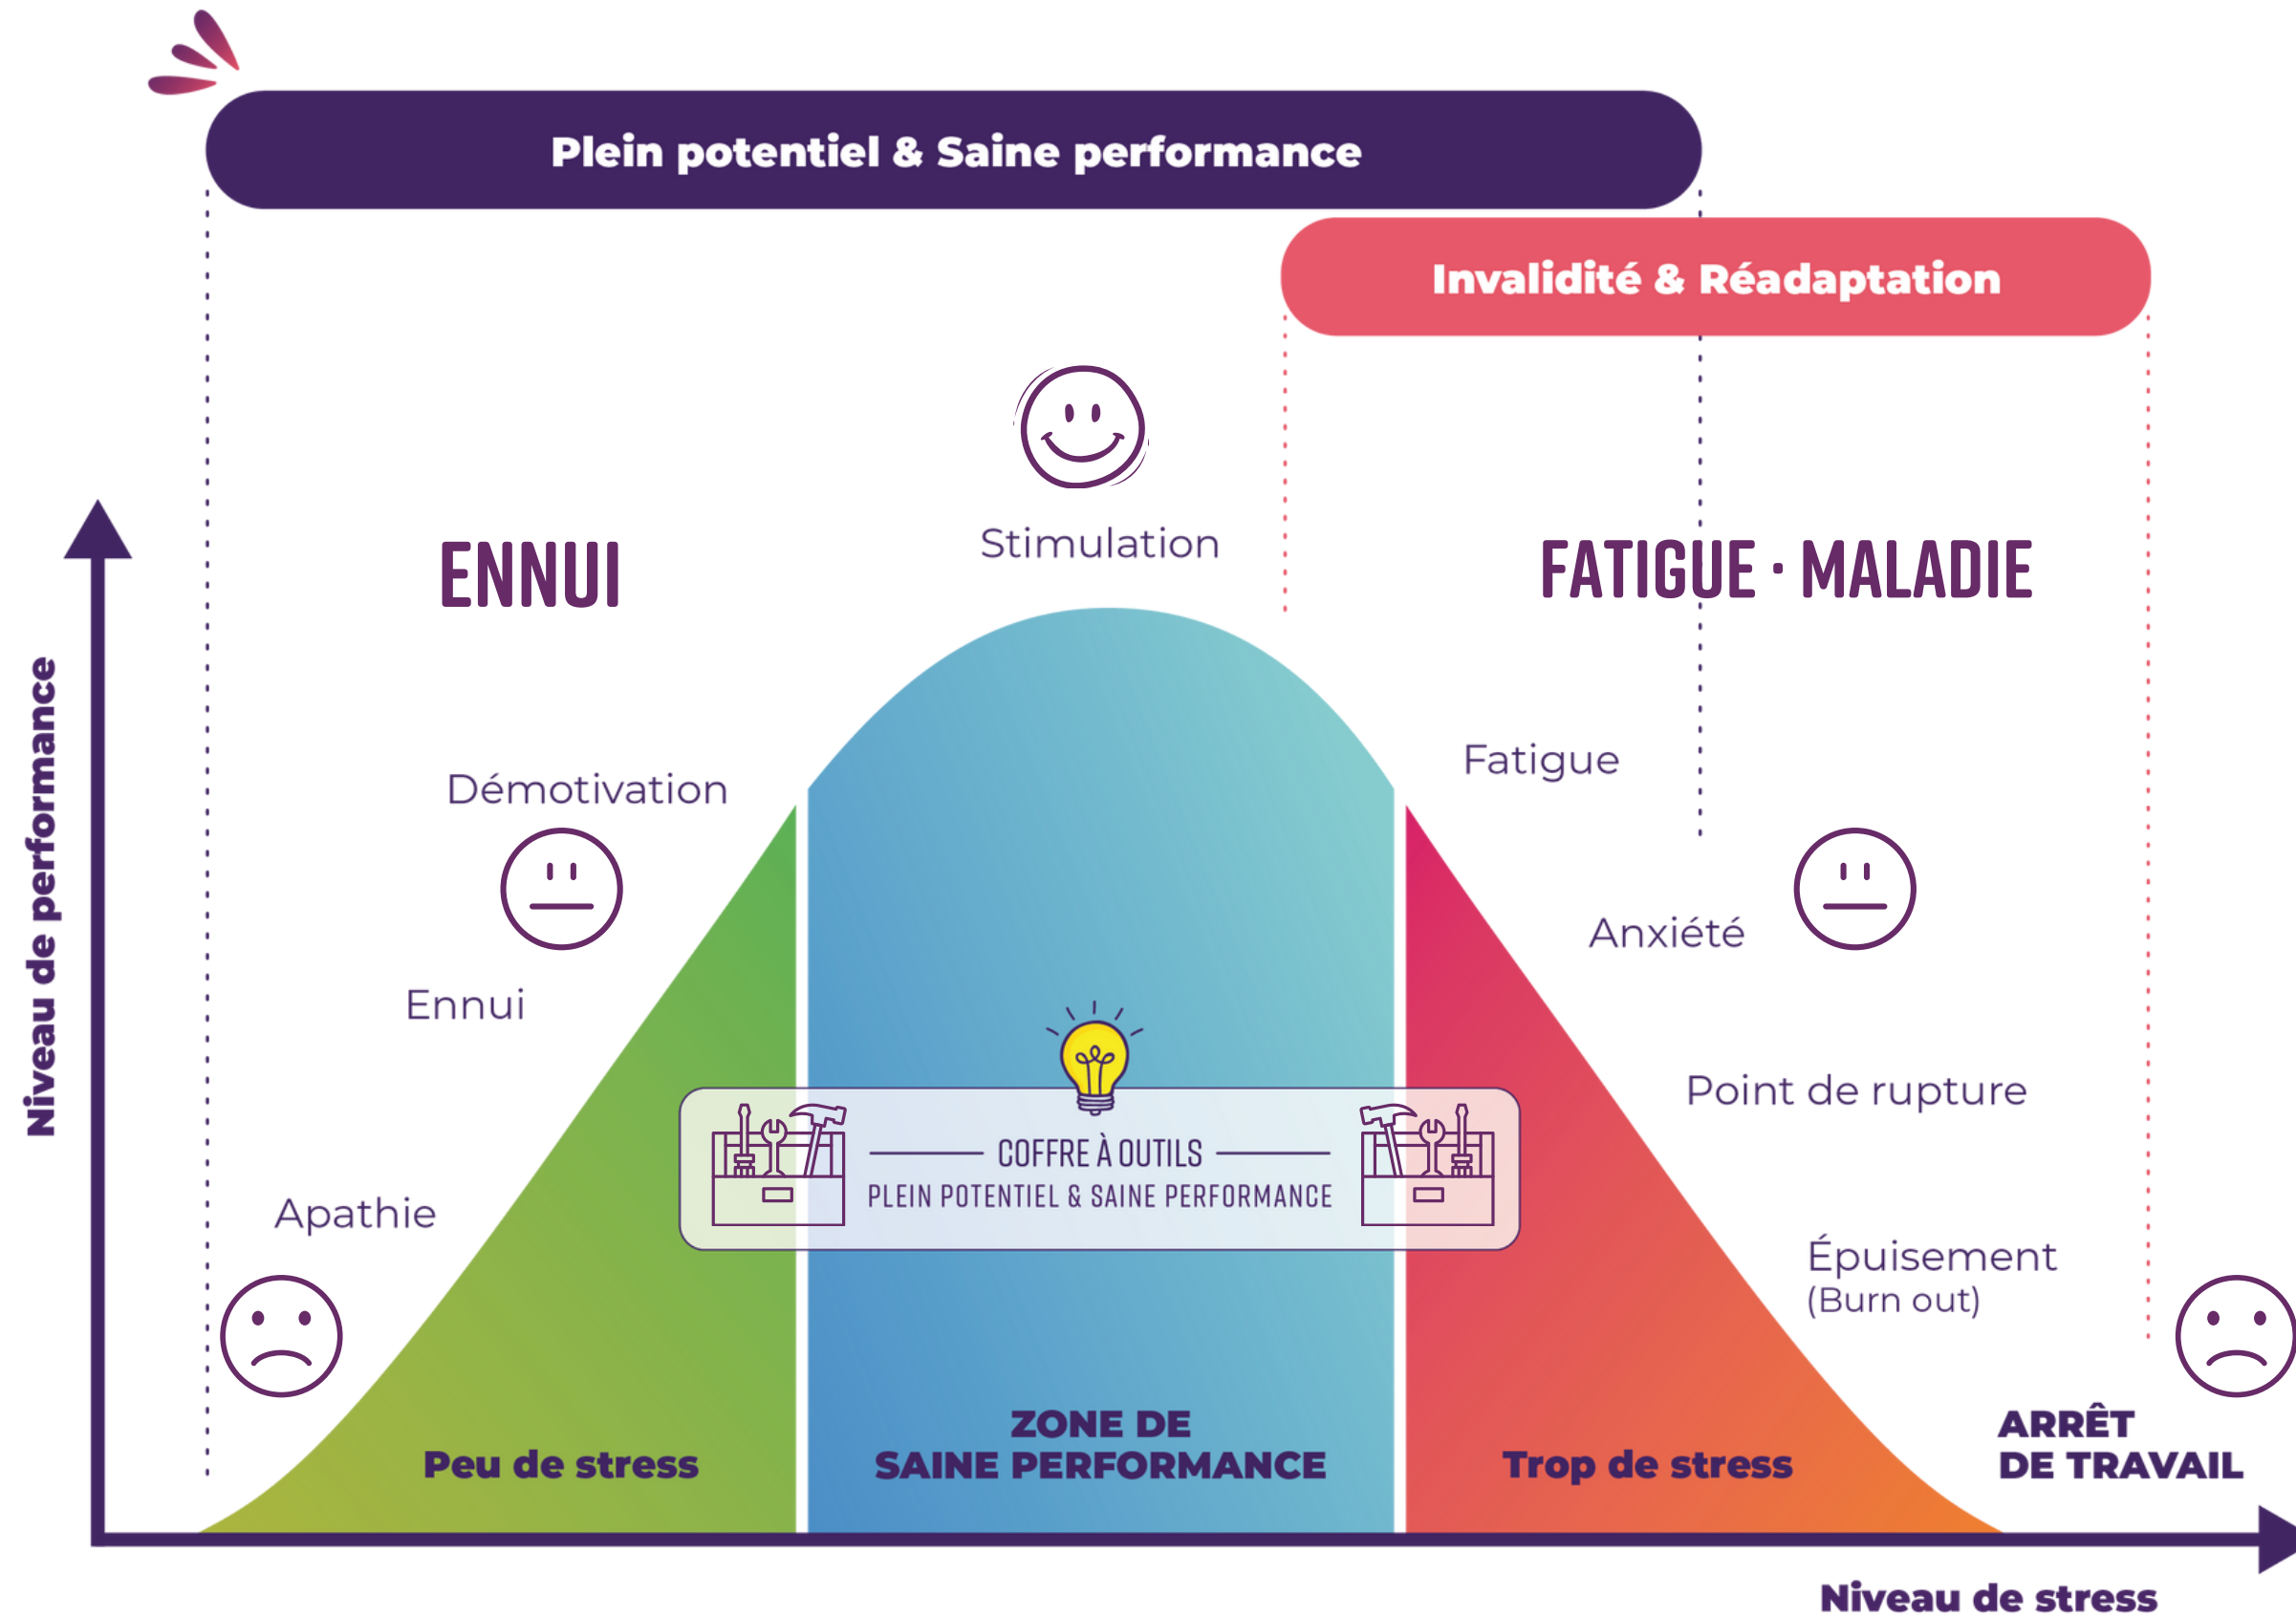 Plein potentiel & Saine performance
Invalidité & Réadaptation
Stimulation
ENNUI
FATIGUE · MALADIE
Niveau de performance
Démotivation
Fatigue
Anxiété
Ennui
Point de rupture
COFFRE À OUTILS
PLEIN POTENTIEL & SAINE PERFORMANCE
Apathie
Épuisement
(Burn out)
Peu de stress
ZONE DE
SAINE PERFORMANCE
Trop de stress
ARRÊT
DE TRAVAIL
Niveau de stress